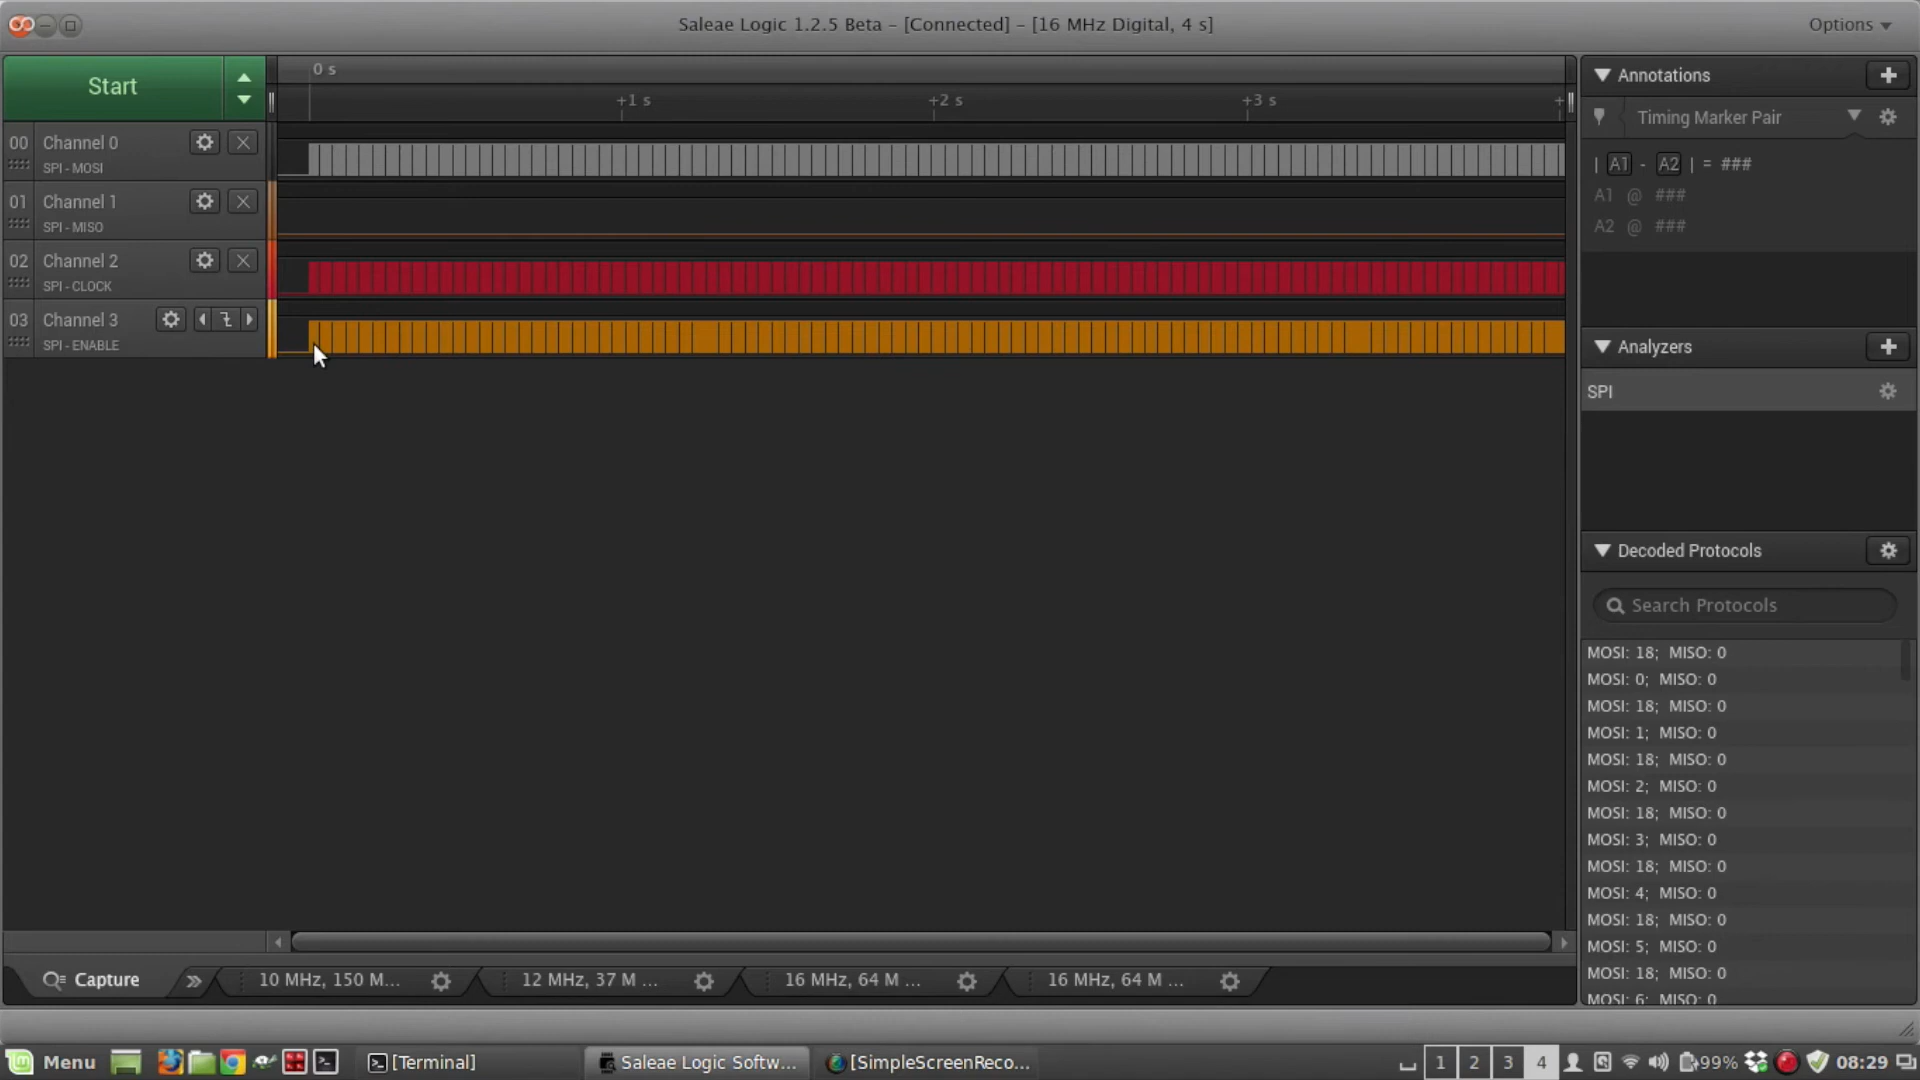 Saleae Logic 1.2.5 Beta - [Connected] - [16 MHz Digital, 4 s]
Options
Start
0 s
+1 s
+2 s
+3 s
+
00 Channel 0
SPI - MOSI
01 Channel 1
SPI - MISO
02 Channel 2
SPI - CLOCK
03 Channel 3
SPI - ENABLE
Annotations
Timing Marker Pair
| A1 - A2 | = ###
A1 @ ###
A2 @ ###
Analyzers
SPI
Decoded Protocols
Search Protocols
MOSI: 18; MISO: 0
MOSI: 0; MISO: 0
MOSI: 18; MISO: 0
MOSI: 1; MISO: 0
MOSI: 18; MISO: 0
MOSI: 2; MISO: 0
MOSI: 18; MISO: 0
MOSI: 3; MISO: 0
MOSI: 18; MISO: 0
MOSI: 4; MISO: 0
MOSI: 18; MISO: 0
MOSI: 5; MISO: 0
MOSI: 18; MISO: 0
MOSI: 6; MISO: 0
Capture
10 MHz, 150 M...
12 MHz, 37 M ...
16 MHz, 64 M ...
16 MHz, 64 M ...
Menu
[Terminal]
Saleae Logic Softw...
[SimpleScreenReco...
1 2 3 4
99%
08:29